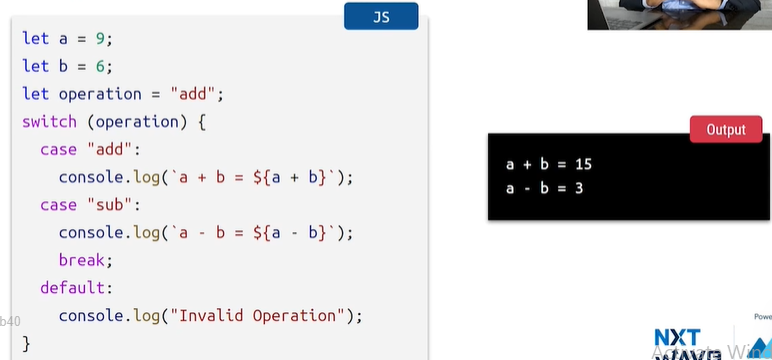 JS
let a = 9;
let b = 6;
let operation = "add";
switch (operation) {
case "add":
console.log(`a + b = ${a + b}`);
case "sub":
console.log(`a - b = ${a - b}`);
break;
default:
console.log("Invalid Operation");
}
Output
a + b = 15
a - b = 3
b40
Powe
NXT
WAVE
Activate Win